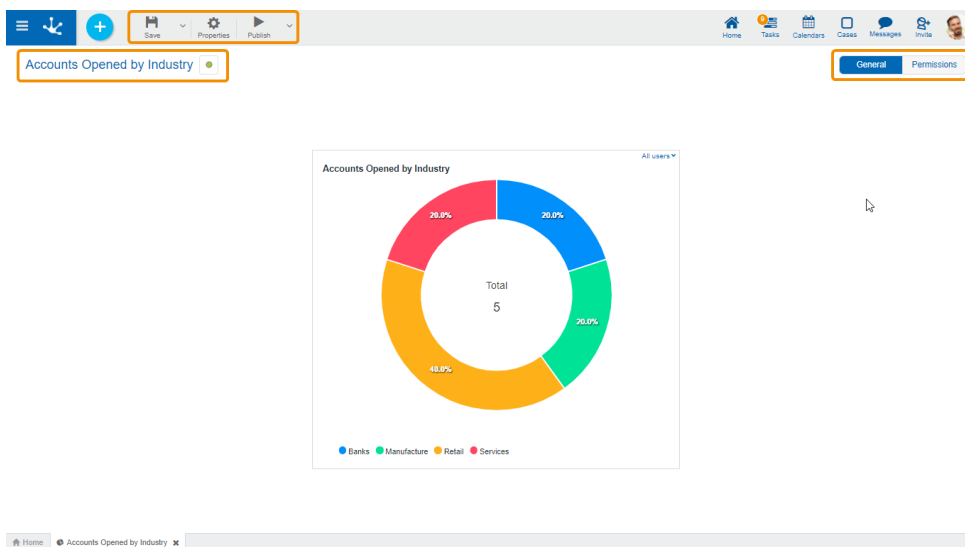 Save Properties Publish Home Tasks Calendars Cases Messages Invite
Accounts Opened by Industry General Permissions
All users
Accounts Opened by Industry
20.0% 20.0%
Total
5
20.0%
40.0%
Banks Manufacture Retail Services
Home Accounts Opened by Industry